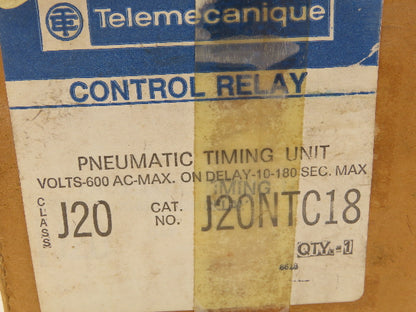 Telemecanique
CONTROL RELAY
PNEUMATIC TIMING UNIT
VOLTS-600 AC-MAX. ON DELAY-10-180 SEC. MAX
MING
CLASS J20 CAT. NO. J20NTC18
QTY.-1